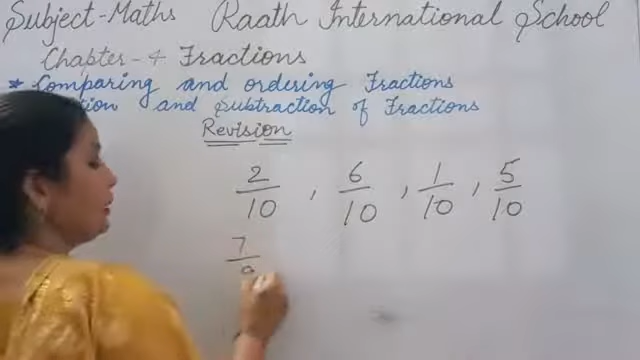 Subject-Maths Raath International School
Chapter-4 Fractions
* Comparing and ordering Fractions
and Subtraction of Fractions
Revision
2/10 , 6/10 , 1/10 , 5/10
7/